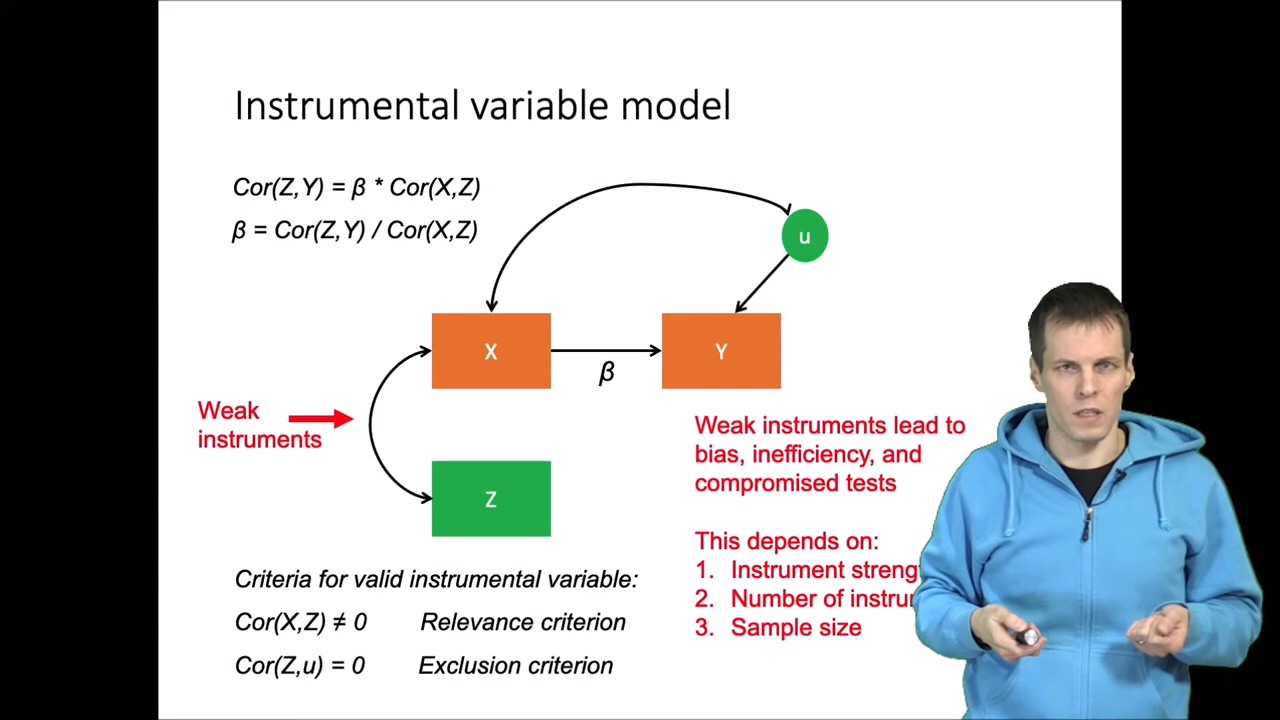 Instrumental variable model
Cor(Z,Y) = β * Cor(X,Z)
β = Cor(Z,Y) / Cor(X,Z)
u
X
Y
β
Weak
instruments
Z
Weak instruments lead to
bias, inefficiency, and
compromised tests
This depends on:
1. Instrument
2. Number of
3. Sample size
Criteria for valid instrumental variable:
Cor(X,Z) ≠ 0 Relevance criterion
Cor(Z,u) = 0 Exclusion criterion